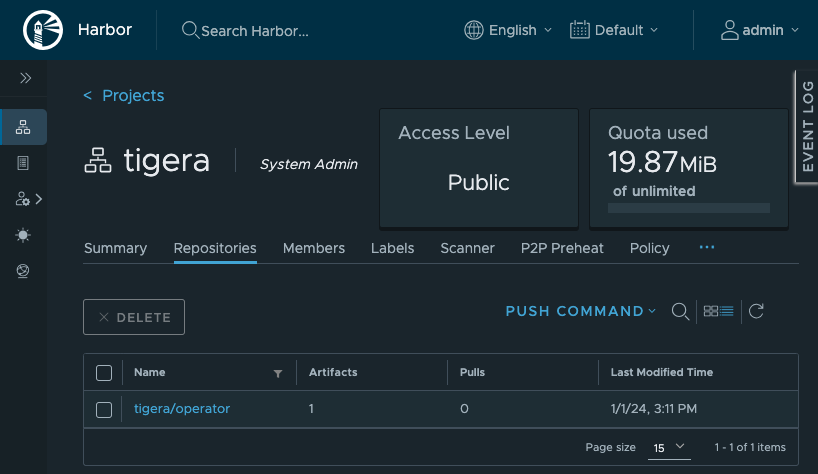 Harbor
Search Harbor...
English
Default
admin
EVENT LOG
< Projects
tigera
System Admin
Access Level
Public
Quota used
19.87MiB
of unlimited
Summary
Repositories
Members
Labels
Scanner
P2P Preheat
Policy
...
DELETE
PUSH COMMAND
Name Artifacts Pulls Last Modified Time
tigera/operator 1 0 1/1/24, 3:11 PM
Page size 15 1 - 1 of 1 items